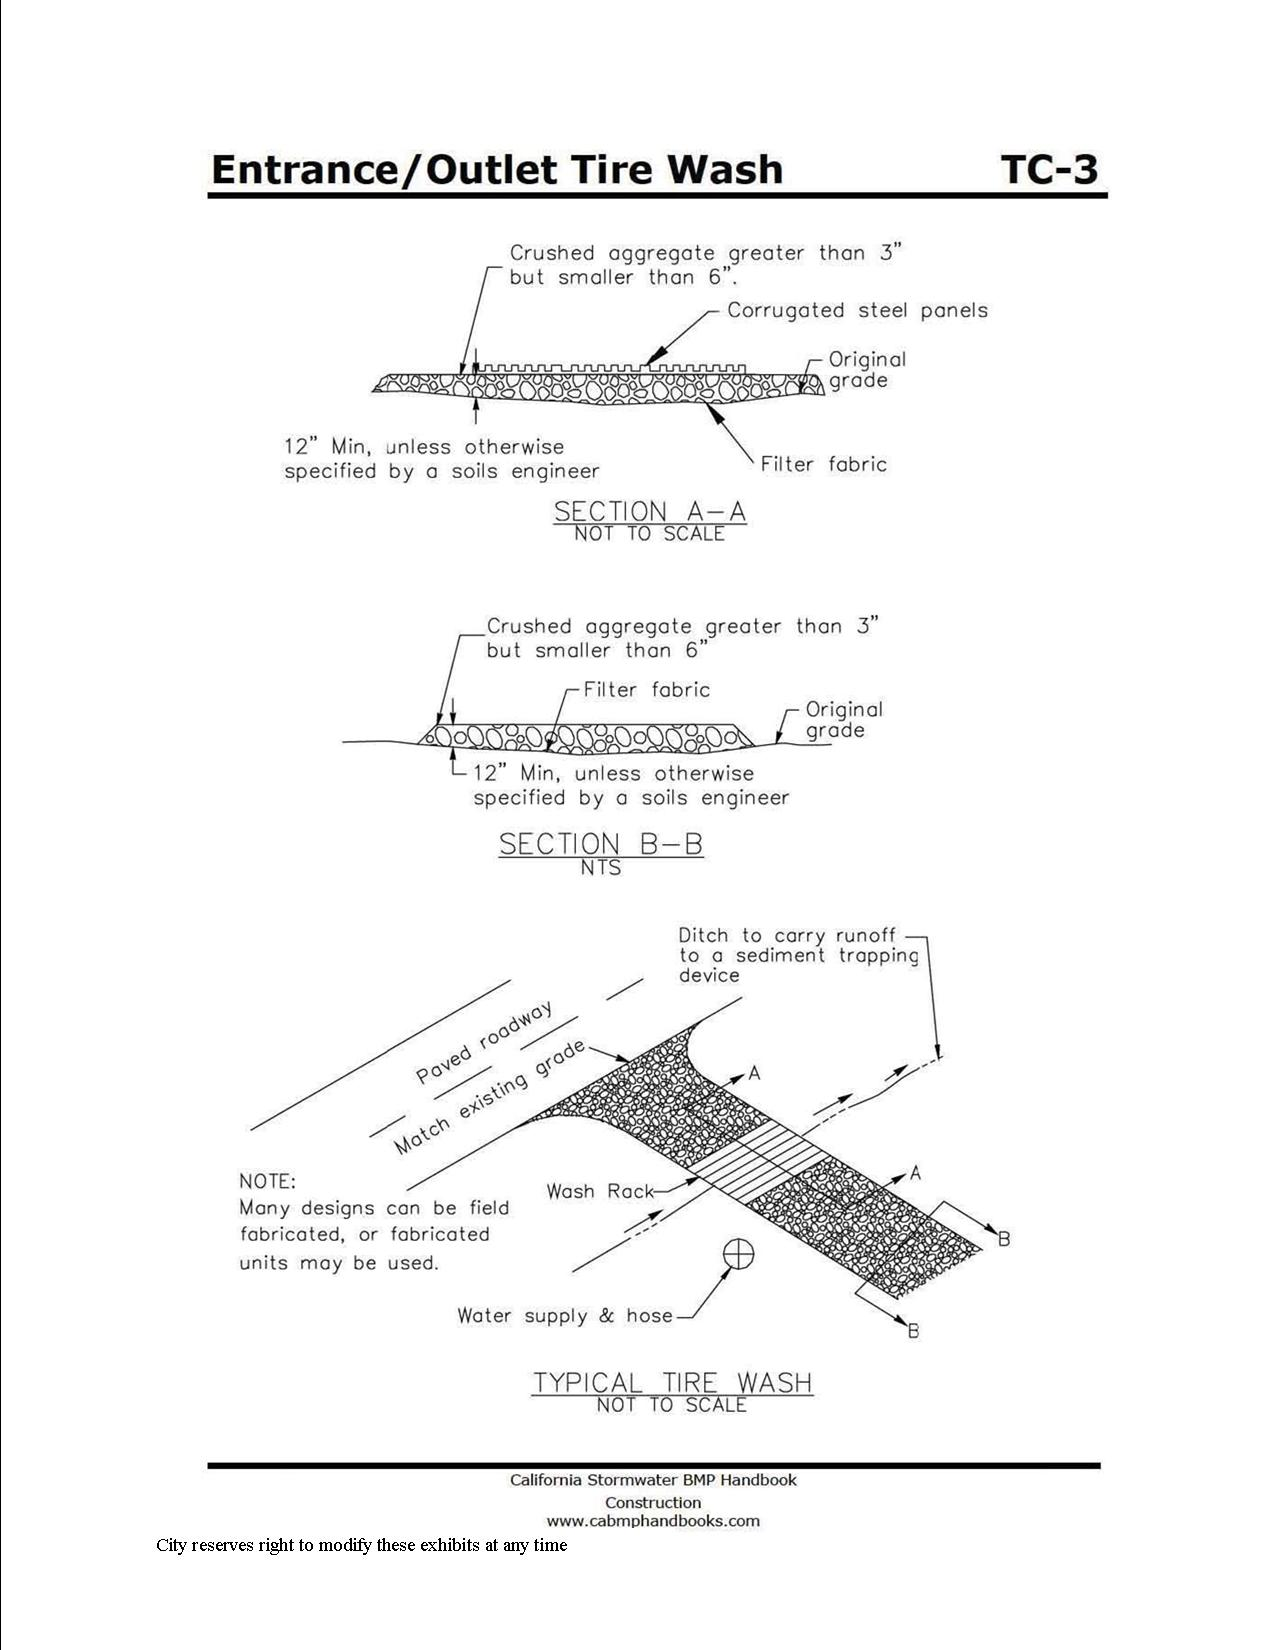 Entrance/Outlet Tire Wash TC-3
Crushed aggregate greater than 3"
but smaller than 6".
Corrugated steel panels
Original
grade
12" Min, unless otherwise
specified by a soils engineer
Filter fabric
SECTION A-A
NOT TO SCALE
Crushed aggregate greater than 3"
but smaller than 6"
Filter fabric
Original
grade
12" Min, unless otherwise
specified by a soils engineer
SECTION B-B
NTS
Ditch to carry runoff
to a sediment trapping
device
Paved roadway
Match existing grade
A
A
NOTE:
Many designs can be field
fabricated, or fabricated
units may be used.
Wash Rack
B
Water supply & hose
B
TYPICAL TIRE WASH
NOT TO SCALE
California Stormwater BMP Handbook
Construction
www.cabmphandbooks.com
City reserves right to modify these exhibits at any time